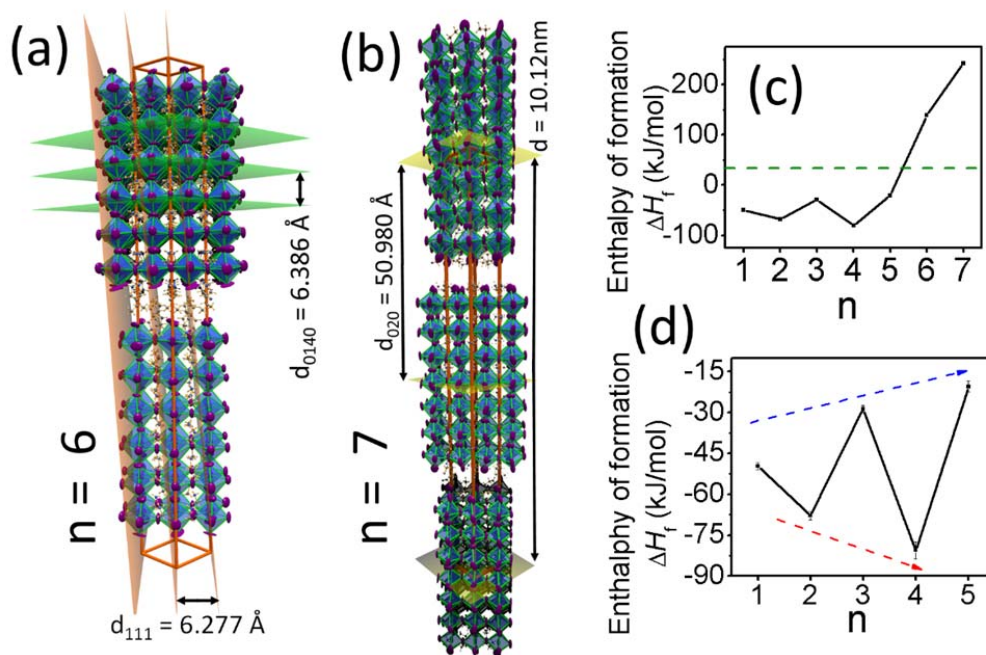 (a)
n = 6
d0140 = 6.386 Å
d111 = 6.277 Å
(b)
n = 7
d020 = 50.980 Å
d = 10.12nm
(c)
Enthalpy of formation
ΔHf (kJ/mol)
200
100
0
-100
1 2 3 4 5 6 7
n
(d)
Enthalphy of formation
ΔHf (kJ/mol)
-15
-30
-45
-60
-75
-90
1 2 3 4 5
n